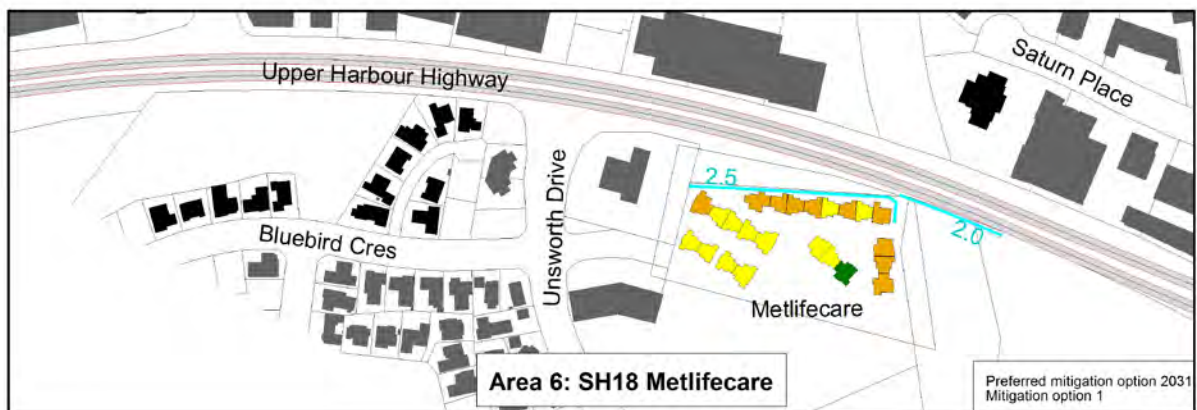 Upper Harbour Highway
Saturn Place
2.5
2.0
Unsworth Drive
Bluebird Cres
Metlifecare
Area 6: SH18 Metlifecare
Preferred mitigation option 2031
Mitigation option 1